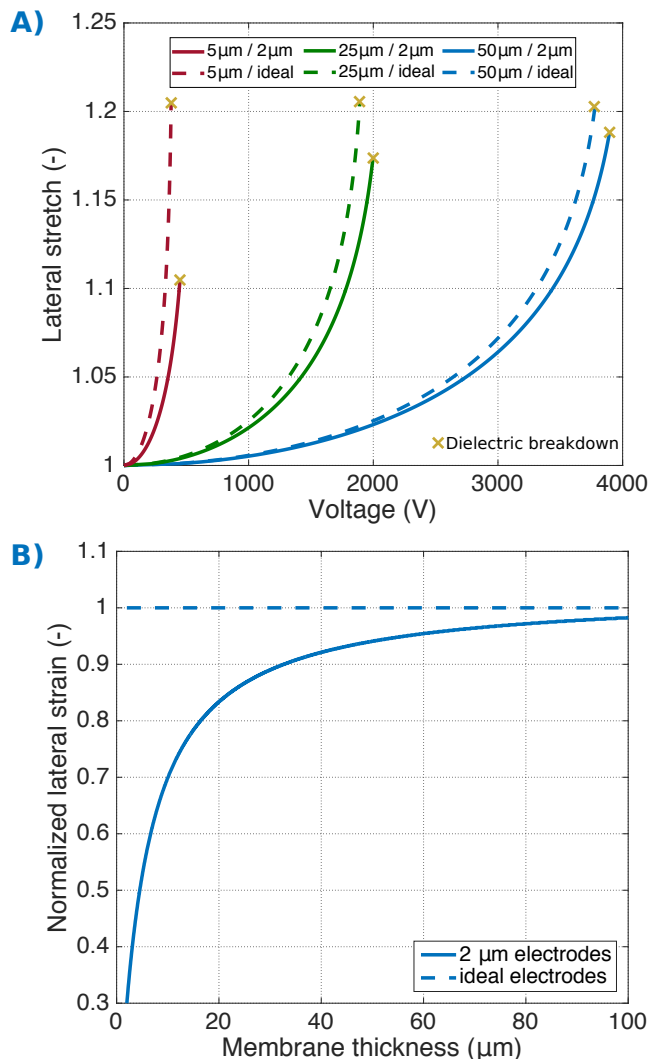 A)
1.25
1.2
1.15
1.1
1.05
1
Lateral stretch (-)
5µm / 2µm
25µm / 2µm
50µm / 2µm
5µm / ideal
25µm / ideal
50µm / ideal
Dielectric breakdown
0
1000
2000
3000
4000
Voltage (V)
B)
1.1
1
0.9
0.8
0.7
0.6
0.5
0.4
0.3
Normalized lateral strain (-)
2 µm electrodes
ideal electrodes
0
20
40
60
80
100
Membrane thickness (µm)